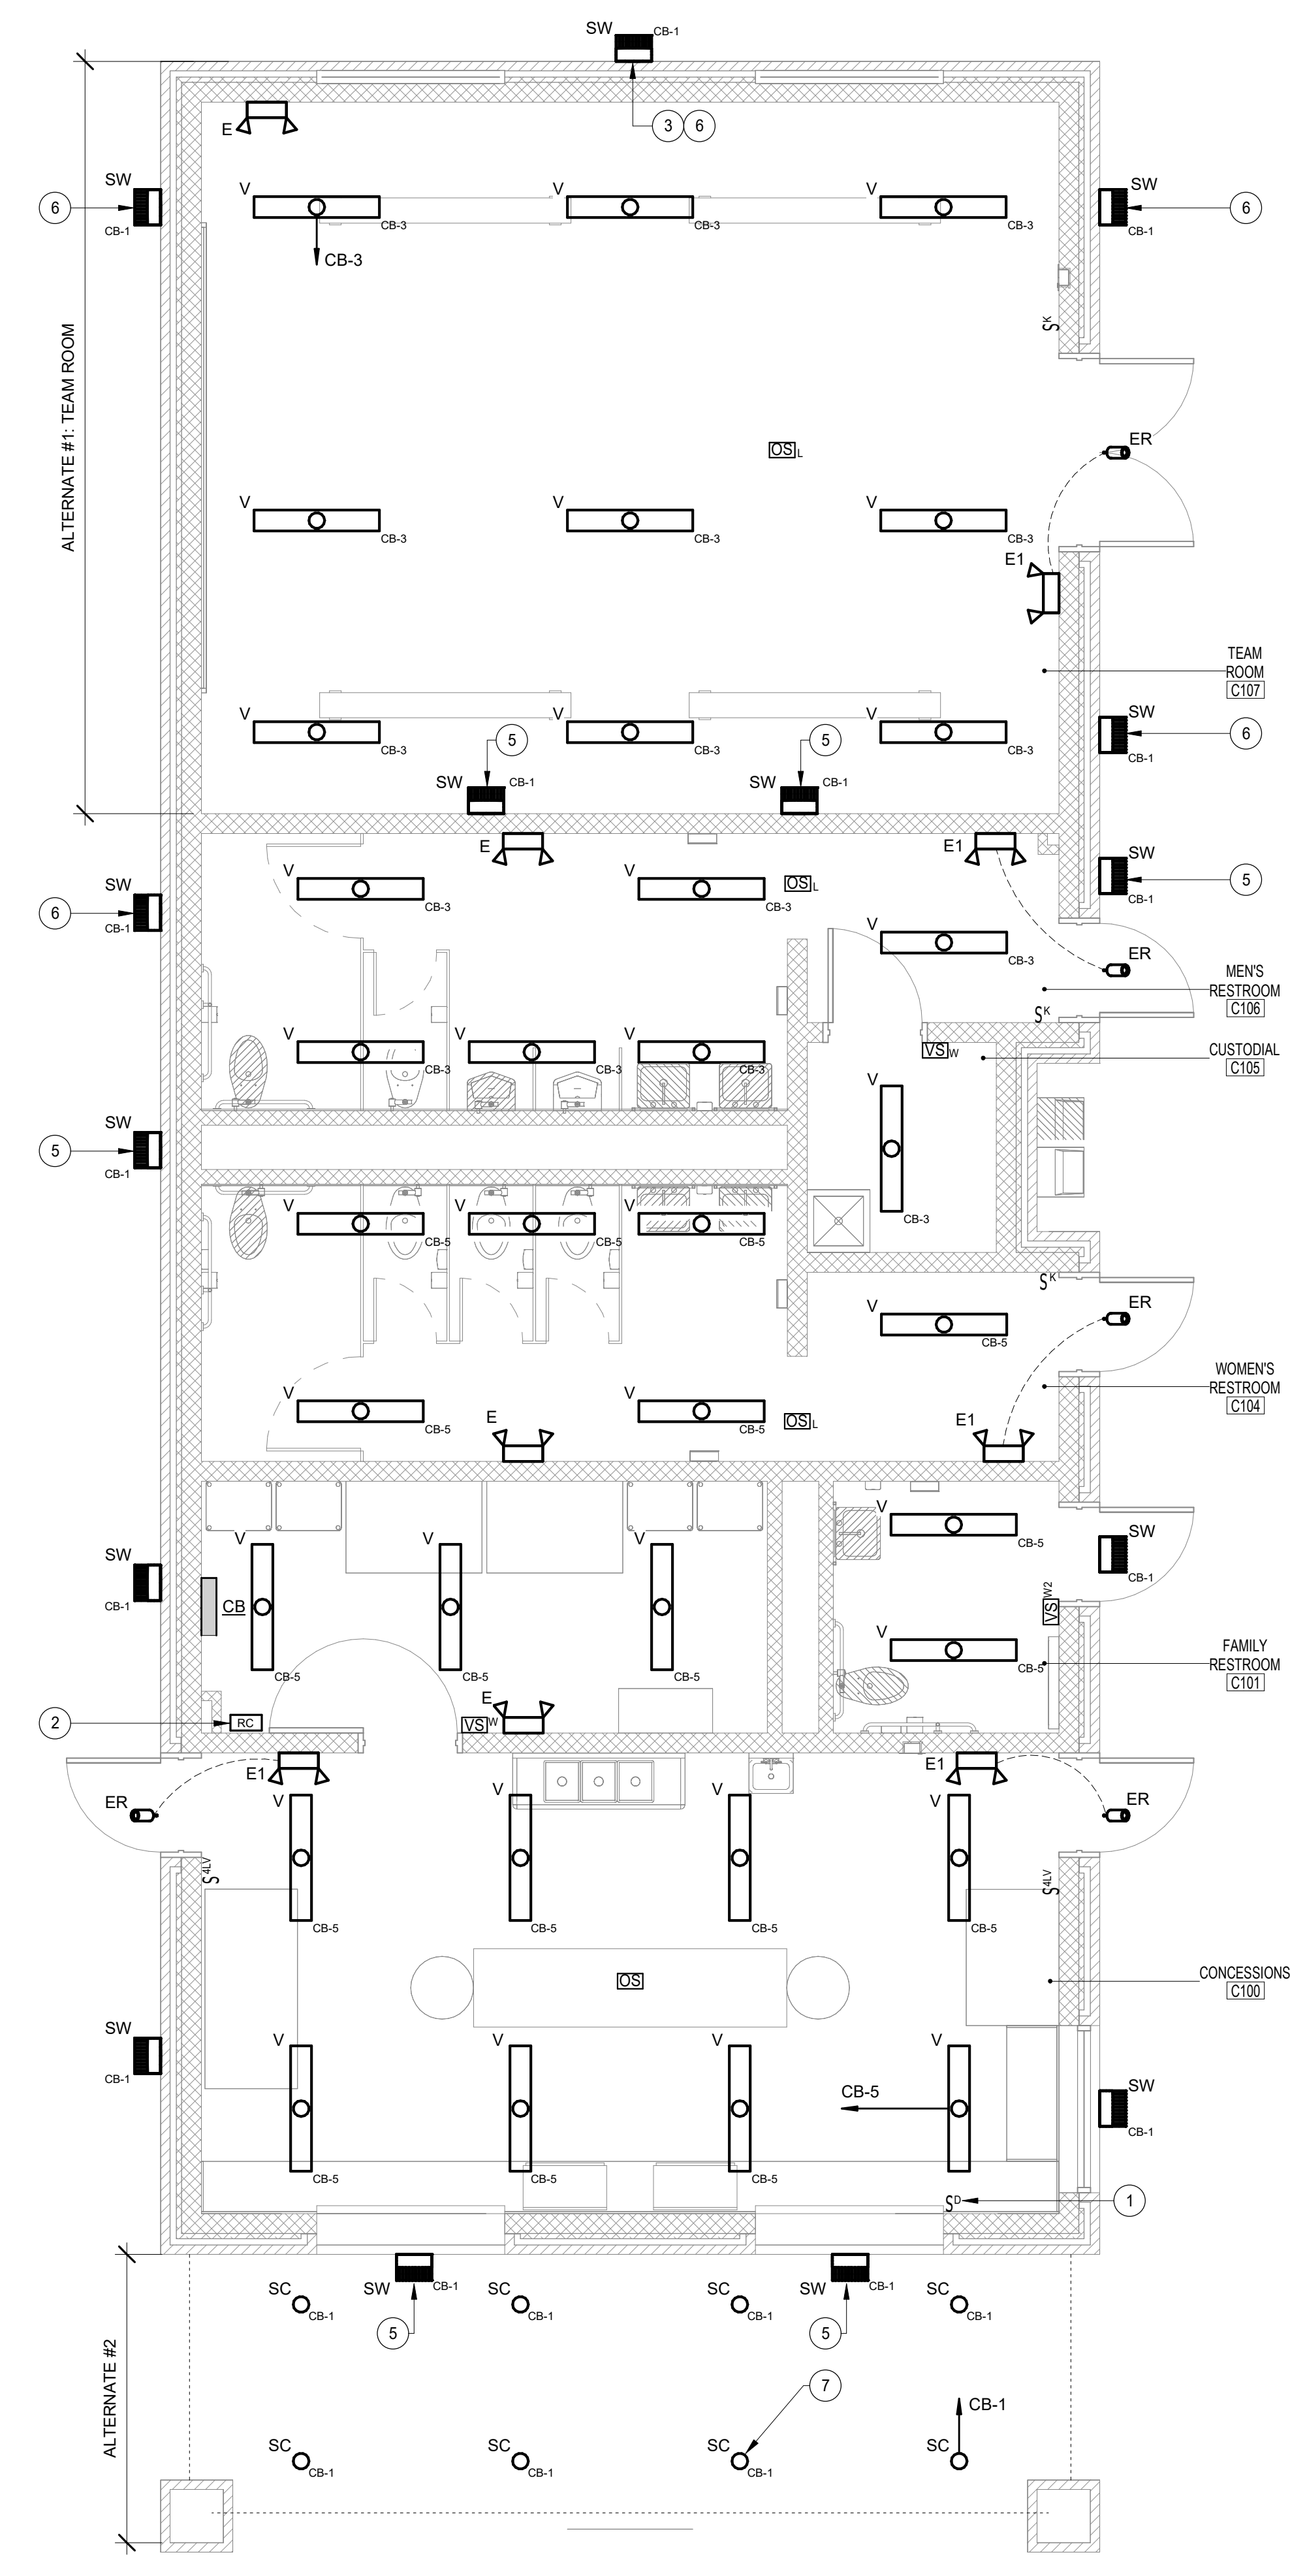 SW CB-1
3 6
E
SW
6
CB-1
V CB-3
V CB-3
V CB-3
CB-3
SW
6
CB-1
SK
ALTERNATE #1: TEAM ROOM
OS L
ER
V CB-3
V CB-3
V CB-3
E1
TEAM
ROOM
C107
V CB-3
V CB-3
V CB-3
SW
6
CB-1
5
5
SW CB-1
SW CB-1
E
E1
SW
5
CB-1
V CB-3
V CB-3
OS L
SW
6
CB-1
V CB-3
ER
MEN'S
RESTROOM
C106
SK
V CB-3
V CB-3
V CB-3
VS W
CUSTODIAL
C105
V CB-3
SW
5
CB-1
V CB-5
V CB-5
V CB-5
SK
V CB-5
ER
WOMEN'S
RESTROOM
C104
V CB-5
V CB-5
OS L
E
E1
V CB-5
SW
CB-1
SW
CB-1
V CB-5
V CB-5
V CB-5
CB
VS W2
V CB-5
FAMILY
RESTROOM
C101
2
RC
E
VS W
E1
E1
ER
ER
V CB-5
V CB-5
V CB-5
V CB-5
S4LV
S4LV
OS
CONCESSIONS
C100
SW
CB-1
V CB-5
V CB-5
V CB-5
V
CB-5
SW
CB-1
SD
1
SW CB-1
SW CB-1
SC CB-1
SC CB-1
SC CB-1
SC CB-1
5
5
ALTERNATE #2
7
CB-1
SC CB-1
SC CB-1
SC CB-1
SC